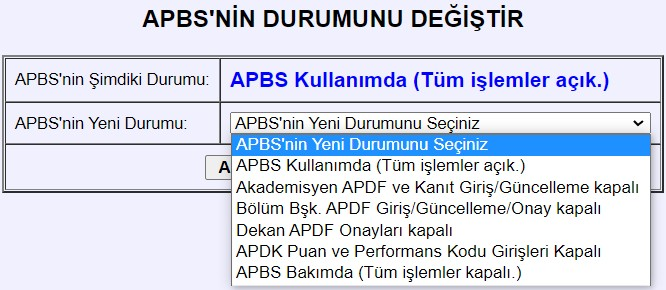 APBS'NİN DURUMUNU DEĞİŞTİR
APBS'nin Şimdiki Durumu: APBS Kullanımda (Tüm işlemler açık.)
APBS'nin Yeni Durumu: APBS'nin Yeni Durumunu Seçiniz
APBS'nin Yeni Durumunu Seçiniz
APBS Kullanımda (Tüm işlemler açık.)
Akademisyen APDF ve Kanıt Giriş/Güncelleme kapalı
Bölüm Bşk. APDF Giriş/Güncelleme/Onay kapalı
Dekan APDF Onayları kapalı
APDK Puan ve Performans Kodu Girişleri Kapalı
APBS Bakımda (Tüm işlemler kapalı.)